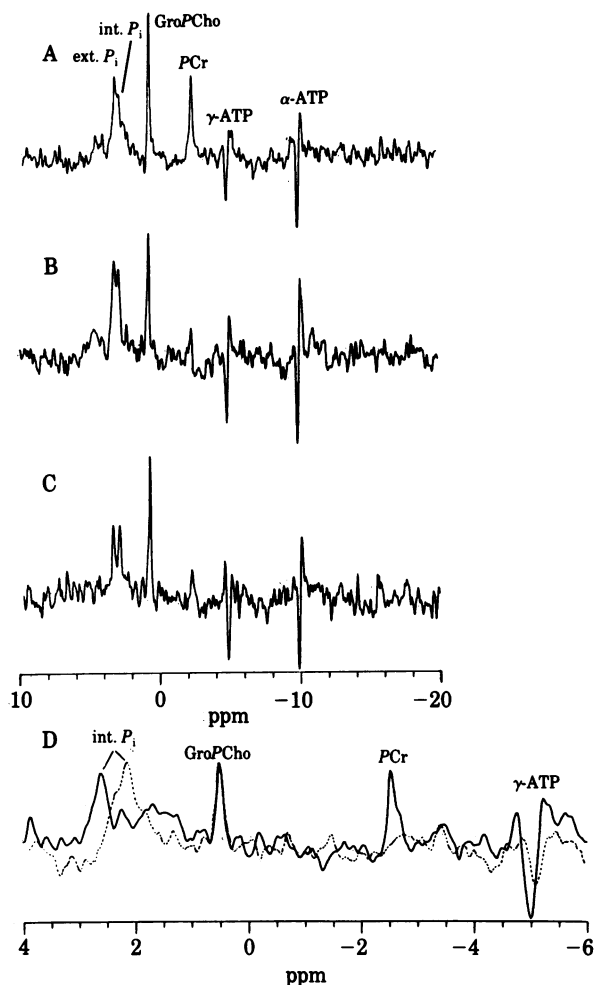 A
ext. Pi
int. Pi
GroPCho
PCr
γ-ATP
α-ATP
B
C
10 0 −10 −20
ppm
D
int. Pi
GroPCho
PCr
γ-ATP
4 2 0 −2 −4 −6
ppm